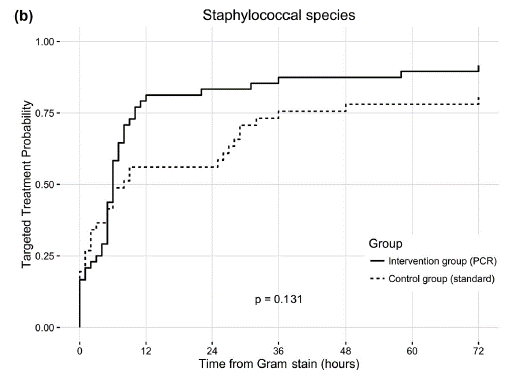 (b)
Staphylococcal species
Targeted Treatment Probability
1.00
0.75
0.50
0.25
0.00
Group
Intervention group (PCR)
Control group (standard)
p = 0.131
0 12 24 36 48 60 72
Time from Gram stain (hours)